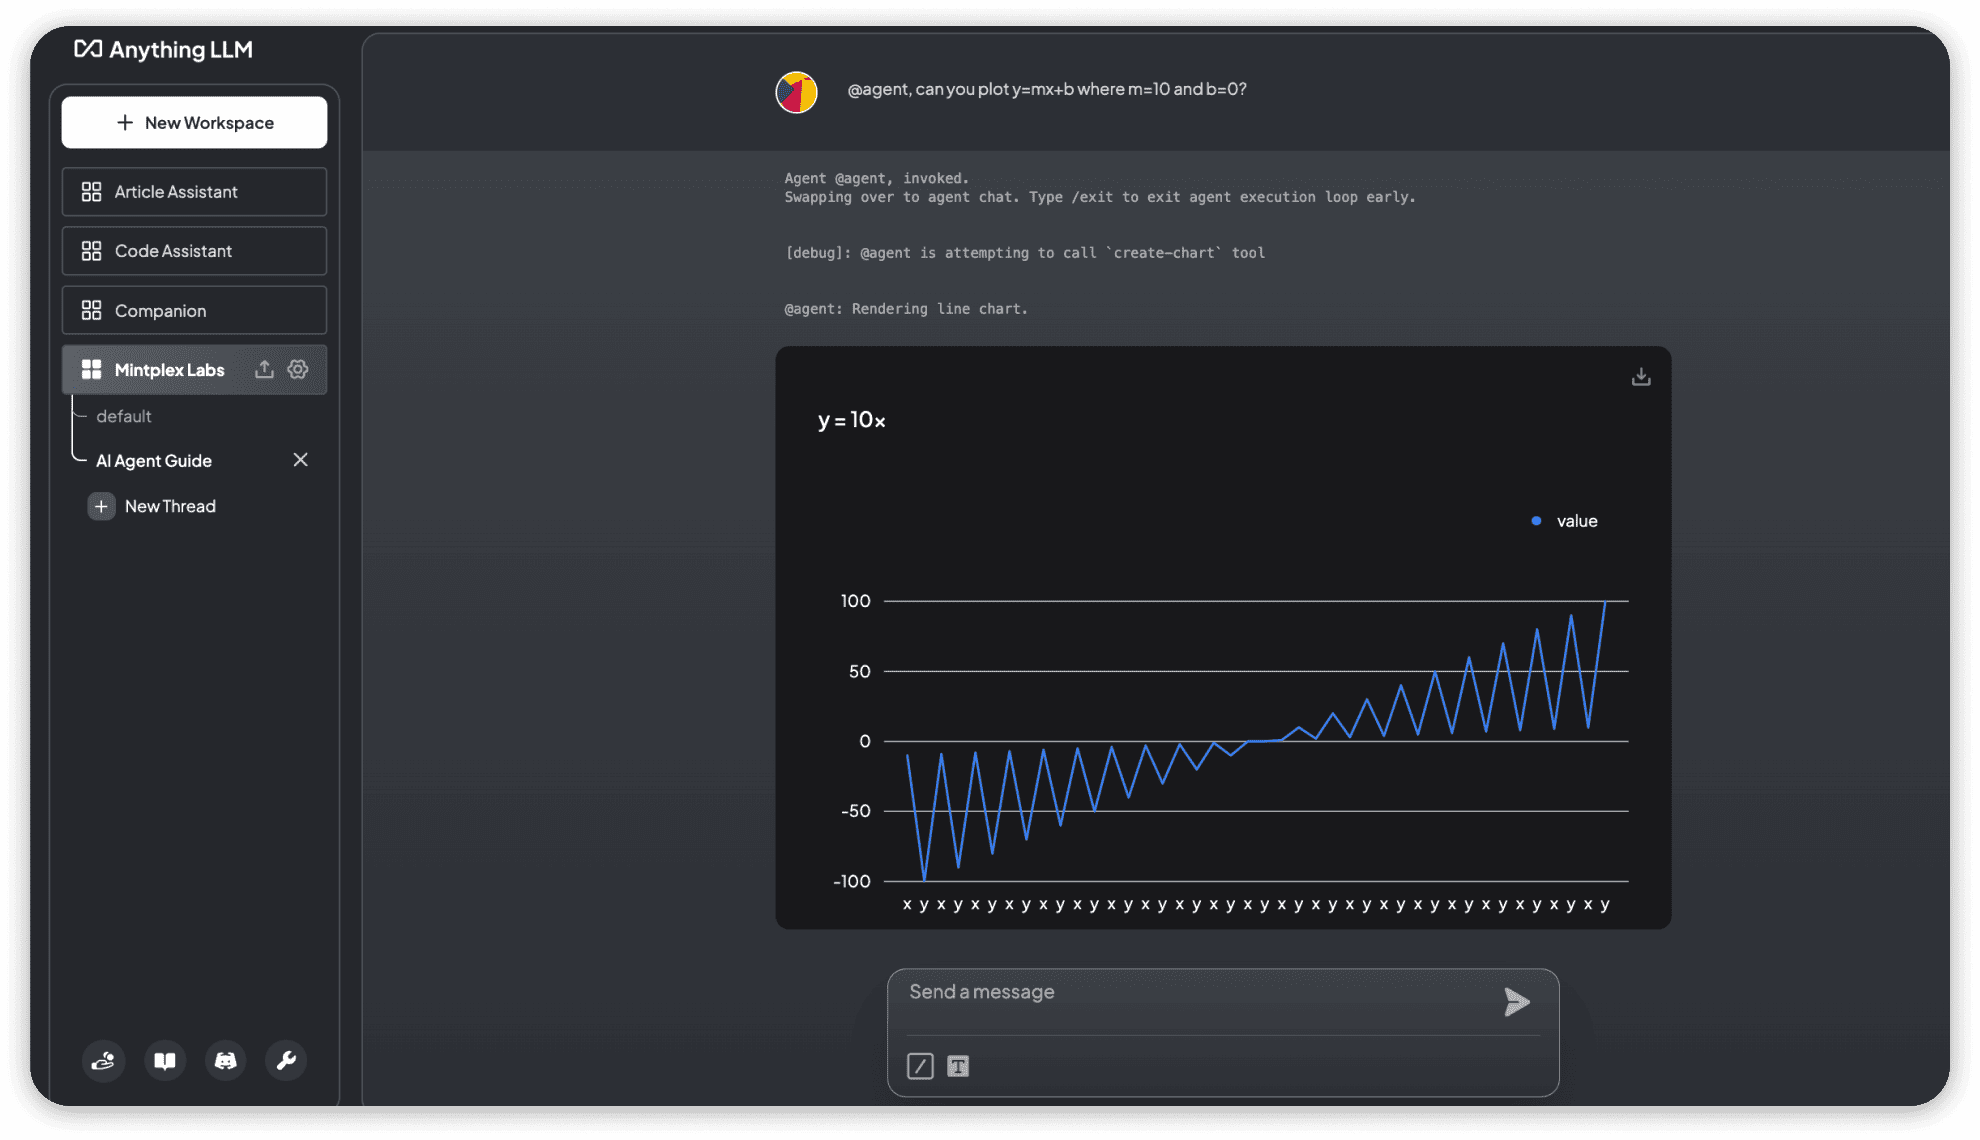 Anything LLM
New Workspace
Article Assistant
Code Assistant
Companion
Mintplex Labs
default
AI Agent Guide
New Thread
@agent, can you plot y=mx+b where m=10 and b=0?
Agent @agent, invoked.
Swapping over to agent chat. Type /exit to exit agent execution loop early.
[debug]: @agent is attempting to call `create-chart` tool
@agent: Rendering line chart.
y = 10x
value
100
50
0
-50
-100
x y x y x y x y x y x y x y x y x y x y x y x y x y x y x y x y x y x y x y x y x y
Send a message